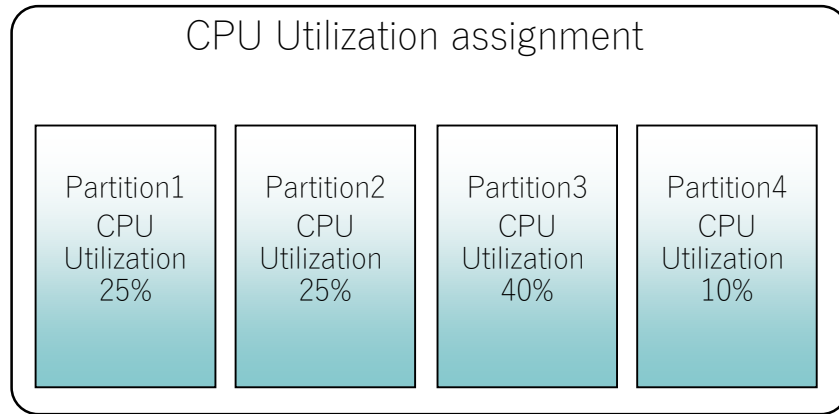 CPU Utilization assignment
Partition1
CPU
Utilization
25%
Partition2
CPU
Utilization
25%
Partition3
CPU
Utilization
40%
Partition4
CPU
Utilization
10%